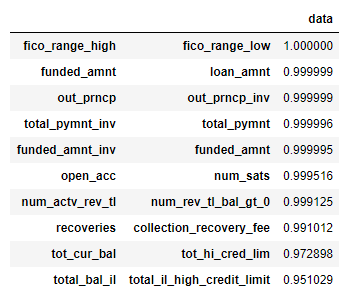 data
fico_range_high fico_range_low 1.000000
funded_amnt loan_amnt 0.999999
out_prncp out_prncp_inv 0.999999
total_pymnt_inv total_pymnt 0.999996
funded_amnt_inv funded_amnt 0.999995
open_acc num_sats 0.999516
num_actv_rev_tl num_rev_tl_bal_gt_0 0.999125
recoveries collection_recovery_fee 0.991012
tot_cur_bal tot_hi_cred_lim 0.972898
total_bal_il total_il_high_credit_limit 0.951029